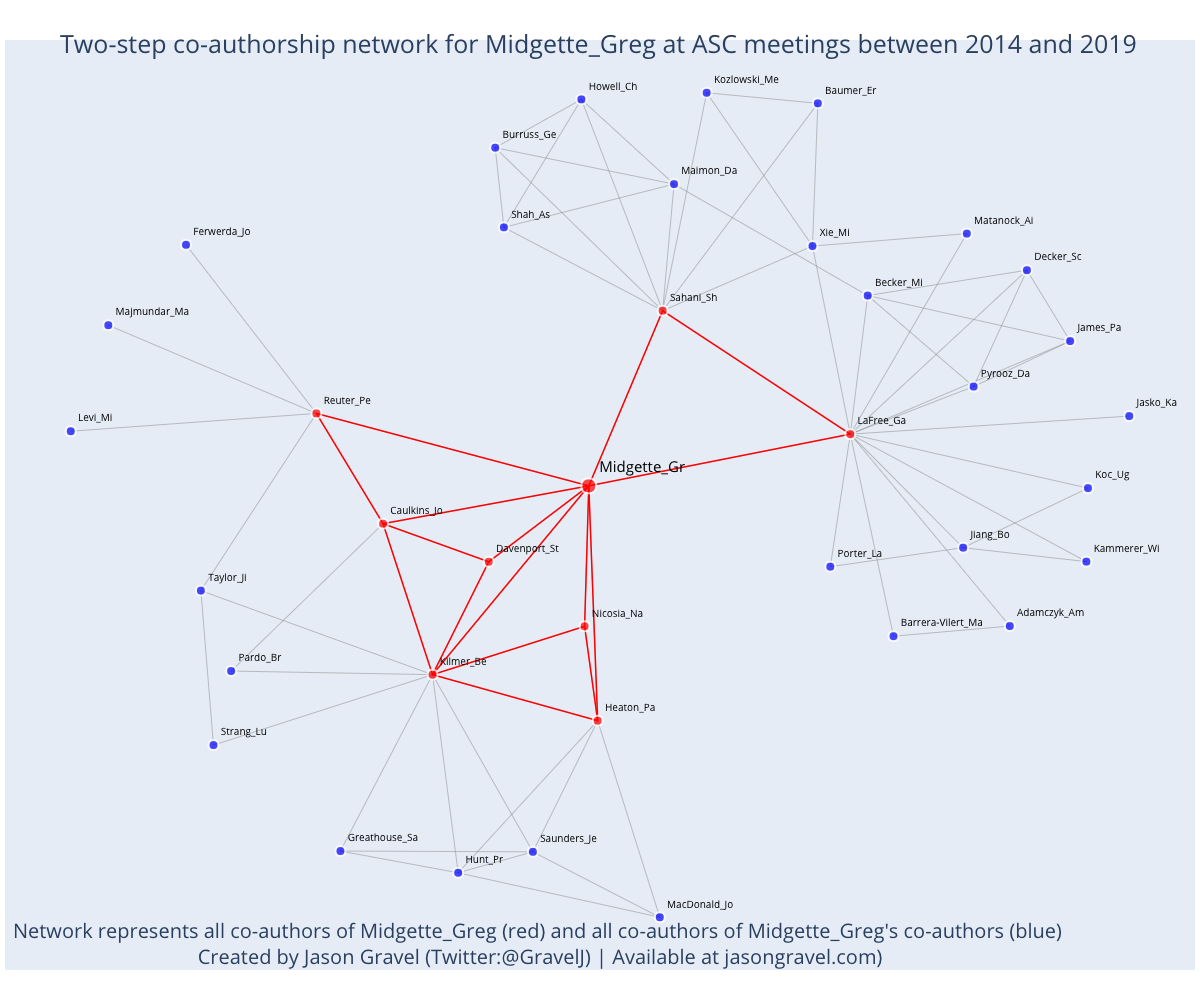 Two-step co-authorship network for Midgette_Greg at ASC meetings between 2014 and 2019
Kozlowski_Me
Howell_Ch
Baumer_Er
Burruss_Ge
Maimon_Da
Shah_As
Matanock_Ai
Ferwerda_Jo
Xie_Mi
Decker_Sc
Becker_Mi
Sahani_Sh
Majmundar_Ma
James_Pa
Pyrooz_Da
Reuter_Pe
Jasko_Ka
Levi_Mi
LaFree_Ga
Midgette_Gr
Koc_Ug
Caulkins_Jo
Jiang_Bo
Davenport_St
Porter_La
Kammerer_Wi
Taylor_Ji
Nicosia_Na
Adamczyk_Am
Barrera-Vilert_Ma
Pardo_Br
Kilmer_Be
Heaton_Pa
Strang_Lu
Greathouse_Sa
Saunders_Je
Hunt_Pr
MacDonald_Jo
Network represents all co-authors of Midgette_Greg (red) and all co-authors of Midgette_Greg's co-authors (blue)
Created by Jason Gravel (Twitter:@GravelJ) | Available at jasongravel.com)